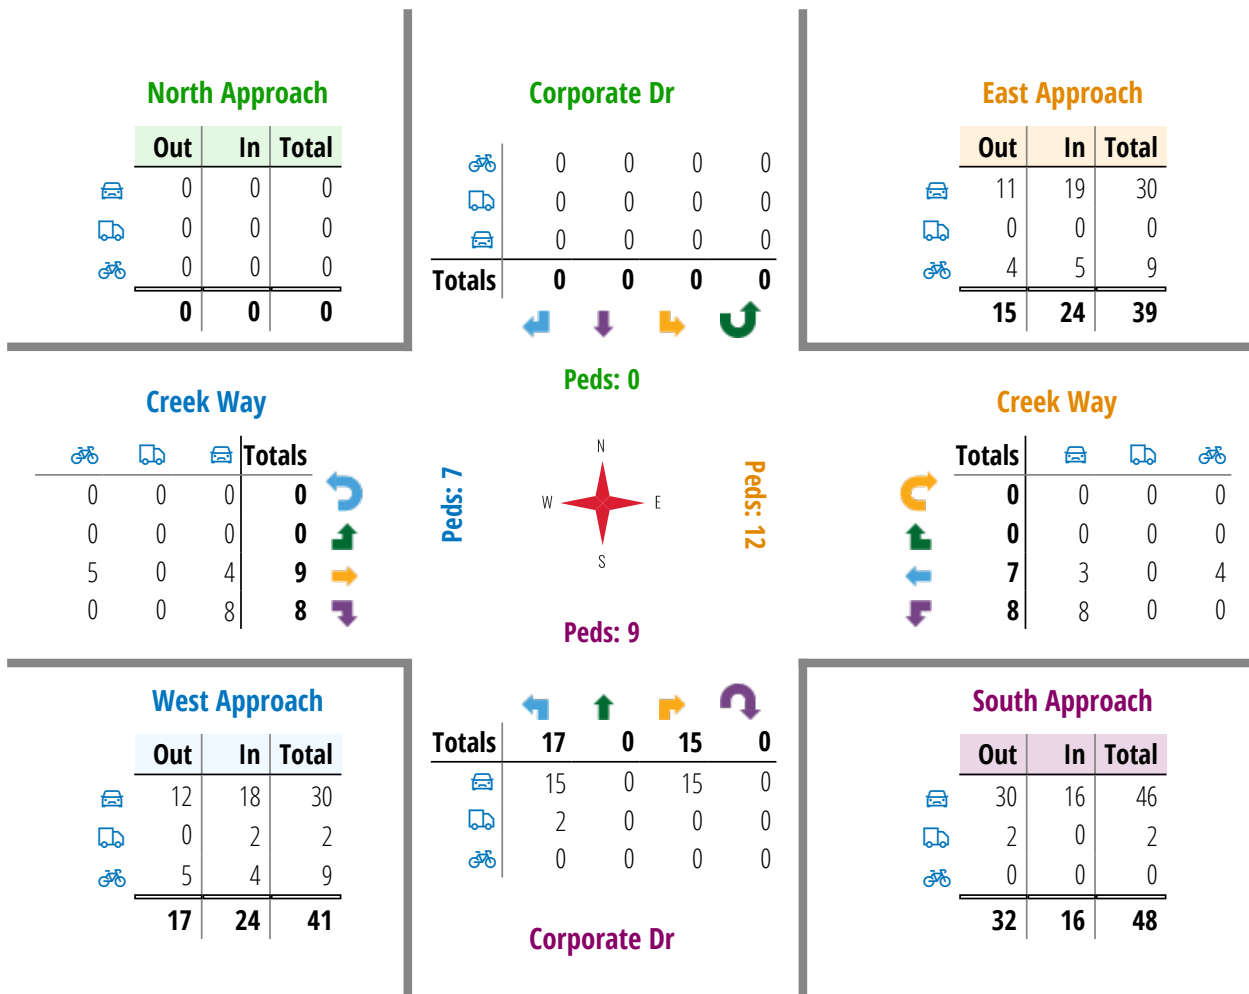 North Approach
Out In Total
0 0 0
0 0 0
0 0 0
0 0 0
Corporate Dr
0 0 0 0
0 0 0 0
0 0 0 0
Totals 0 0 0 0
East Approach
Out In Total
11 19 30
0 0 0
4 5 9
15 24 39
Peds: 0
Creek Way
Totals
0 0 0 0
0 0 0 0
5 0 4 9
0 0 8 8
Peds: 7
N
W E
S
Peds: 12
Creek Way
Totals
0 0 0 0
0 0 0 0
7 3 0 4
8 8 0 0
Peds: 9
West Approach
Out In Total
12 18 30
0 2 2
5 4 9
17 24 41
Totals 17 0 15 0
15 0 15 0
2 0 0 0
0 0 0 0
Corporate Dr
South Approach
Out In Total
30 16 46
2 0 2
0 0 0
32 16 48